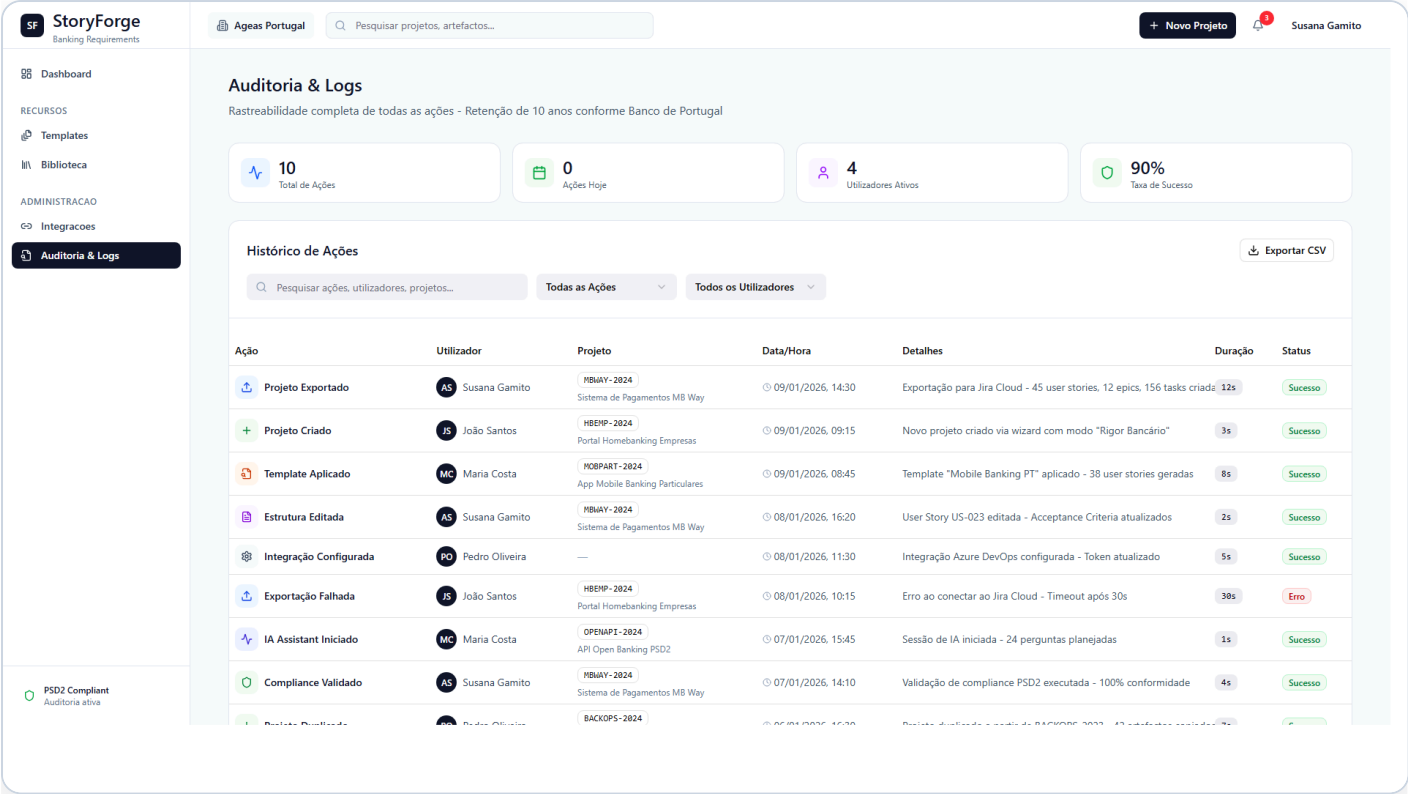 SF
StoryForge
Banking Requirements
Ageas Portugal
Pesquisar projetos, artefactos...
+ Novo Projeto
3
Susana Gamito
Dashboard
RECURSOS
Templates
Biblioteca
ADMINISTRACAO
Integracoes
Auditoria & Logs
PSD2 Compliant
Auditoria ativa
Auditoria & Logs
Rastreabilidade completa de todas as ações - Retenção de 10 anos conforme Banco de Portugal
10
Total de Ações
0
Ações Hoje
4
Utilizadores Ativos
90%
Taxa de Sucesso
Histórico de Ações
Exportar CSV
Pesquisar ações, utilizadores, projetos...
Todas as Ações
Todos os Utilizadores
Ação Utilizador Projeto Data/Hora Detalhes Duração Status
Projeto Exportado AS Susana Gamito MBWAY-2024 09/01/2026, 14:30 Exportação para Jira Cloud - 45 user stories, 12 epics, 156 tasks criada 12s Sucesso
Sistema de Pagamentos MB Way
Projeto Criado JS João Santos HBEMP-2024 09/01/2026, 09:15 Novo projeto criado via wizard com modo "Rigor Bancário" 3s Sucesso
Portal Homebanking Empresas
Template Aplicado MC Maria Costa MOBPART-2024 09/01/2026, 08:45 Template "Mobile Banking PT" aplicado - 38 user stories geradas 8s Sucesso
App Mobile Banking Particulares
Estrutura Editada AS Susana Gamito MBWAY-2024 08/01/2026, 16:20 User Story US-023 editada - Acceptance Criteria atualizados 2s Sucesso
Sistema de Pagamentos MB Way
Integração Configurada PO Pedro Oliveira — 08/01/2026, 11:30 Integração Azure DevOps configurada - Token atualizado 5s Sucesso
Exportação Falhada JS João Santos HBEMP-2024 08/01/2026, 10:15 Erro ao conectar ao Jira Cloud - Timeout após 30s 30s Erro
Portal Homebanking Empresas
IA Assistant Iniciado MC Maria Costa OPENAPI-2024 07/01/2026, 15:45 Sessão de IA iniciada - 24 perguntas planejadas 1s Sucesso
API Open Banking PSD2
Compliance Validado AS Susana Gamito MBWAY-2024 07/01/2026, 14:10 Validação de compliance PSD2 executada - 100% conformidade 4s Sucesso
Sistema de Pagamentos MB Way
Projeto Duplicado PO Pedro Oliveira BACKOPS-2024